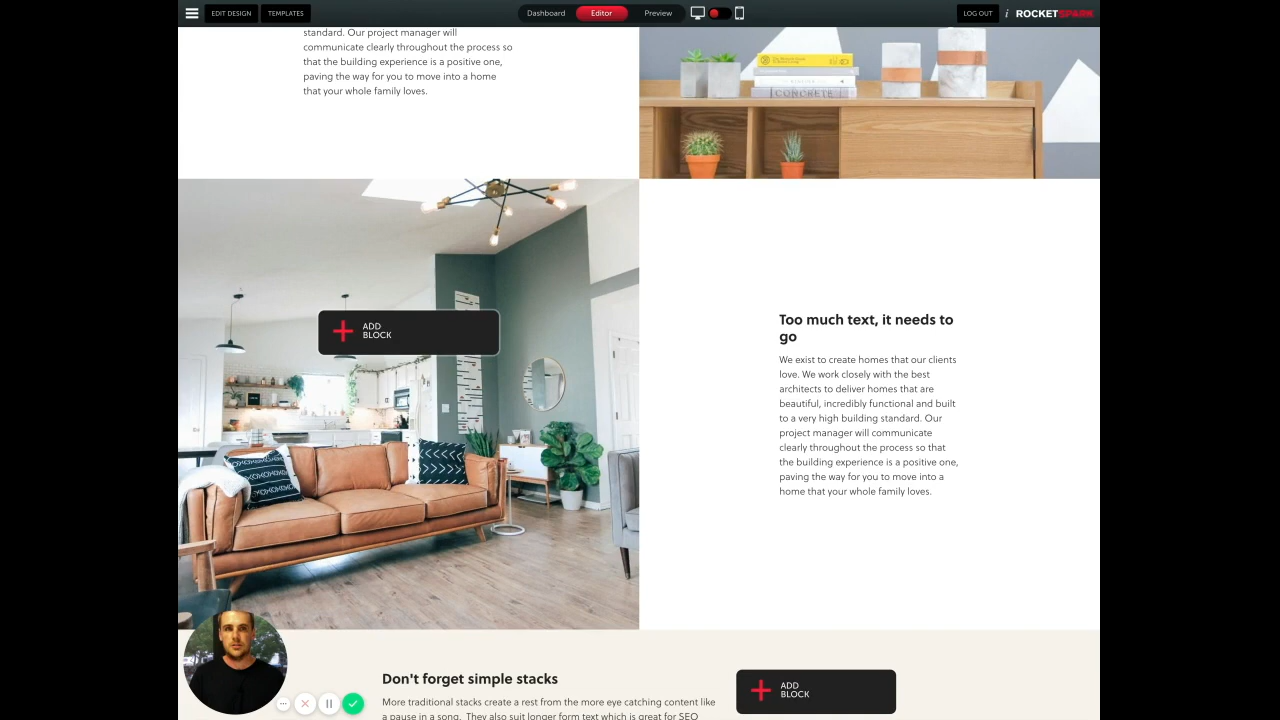 EDIT DESIGN
TEMPLATES
Dashboard
Editor
Preview
LOG OUT
i
ROCKETSPARK
standard. Our project manager will
communicate clearly throughout the process so
that the building experience is a positive one,
paving the way for you to move into a home
that your whole family loves.
CONCRETE
ADD
BLOCK
Too much text, it needs to
go
We exist to create homes that our clients
love. We work closely with the best
architects to deliver homes that are
beautiful, incredibly functional and built
to a very high building standard. Our
project manager will communicate
clearly throughout the process so that
the building experience is a positive one,
paving the way for you to move into a
home that your whole family loves.
Don't forget simple stacks
More traditional stacks create a rest from the more eye catching content like
a pause in a song. They also suit longer form text which is great for SEO
ADD
BLOCK